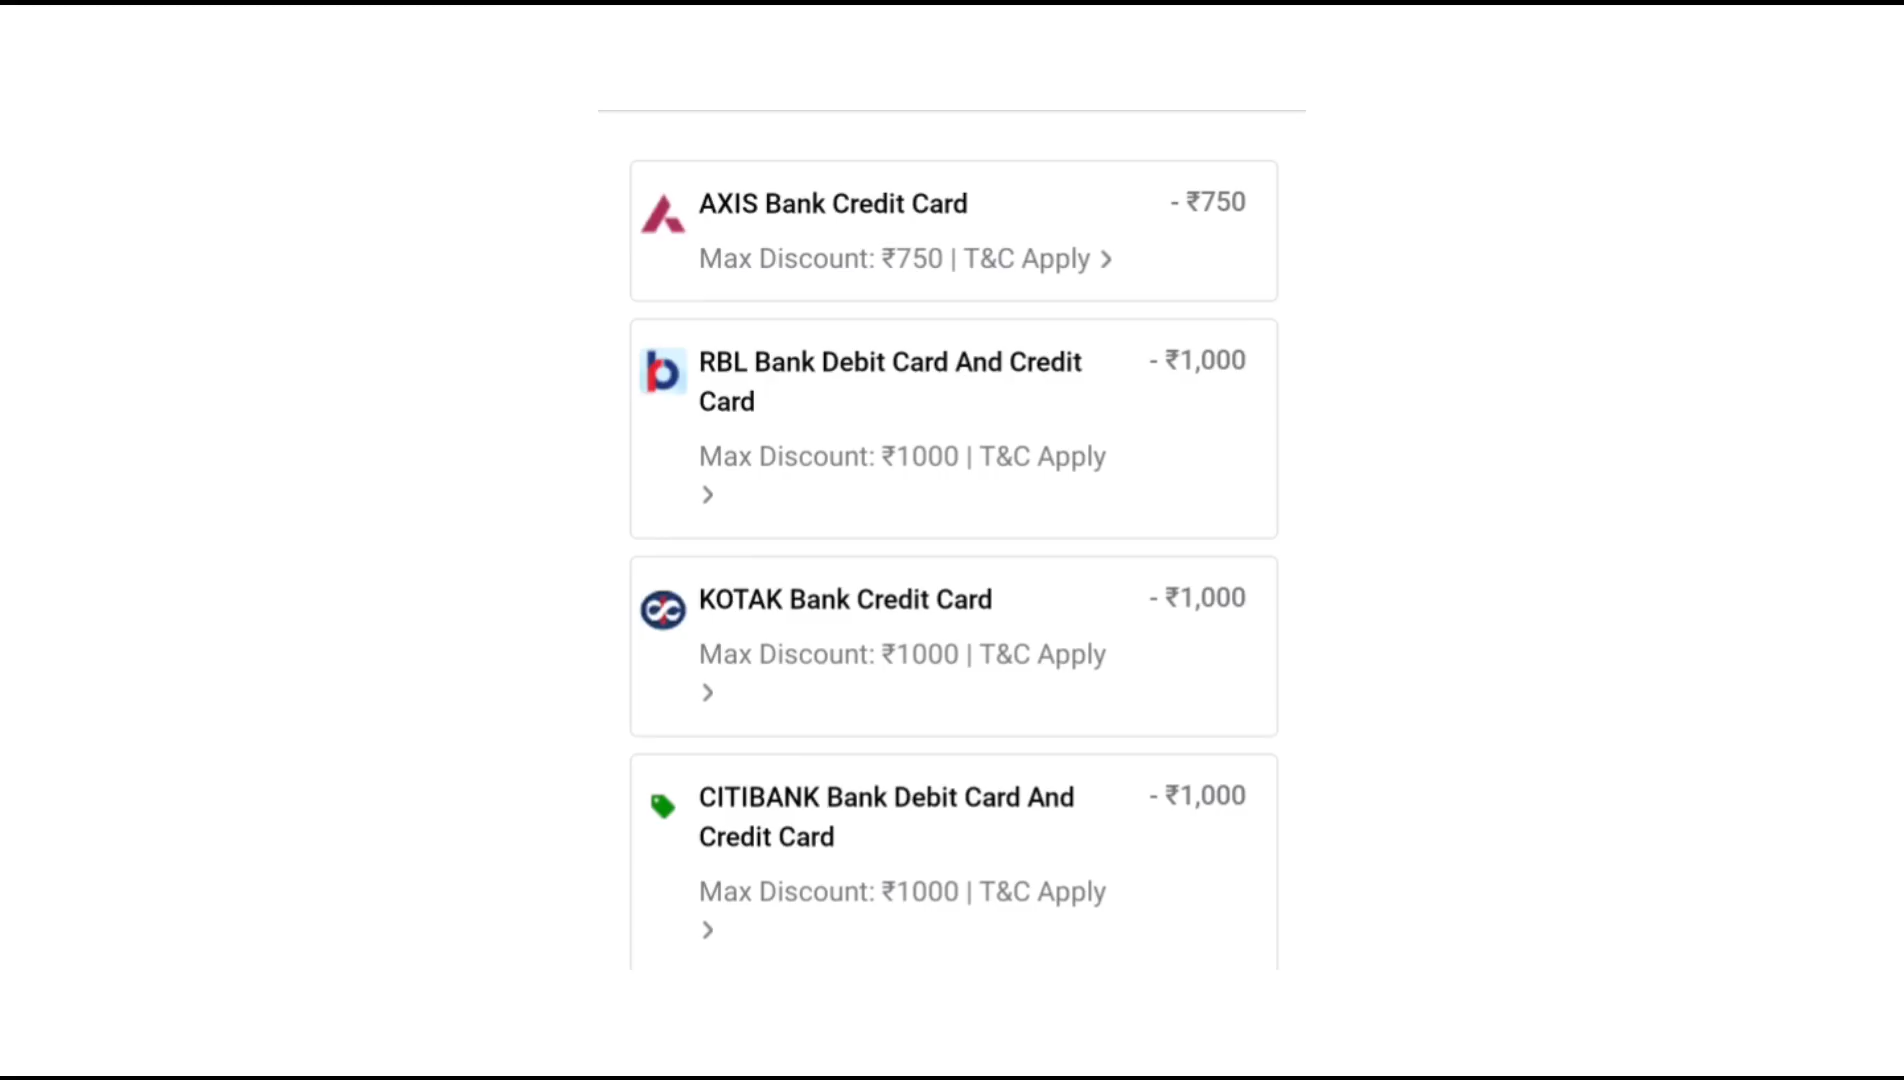 AXIS Bank Credit Card - ₹750
Max Discount: ₹750 | T&C Apply >
RBL Bank Debit Card And Credit - ₹1,000
Card
Max Discount: ₹1000 | T&C Apply
>
KOTAK Bank Credit Card - ₹1,000
Max Discount: ₹1000 | T&C Apply
>
CITIBANK Bank Debit Card And - ₹1,000
Credit Card
Max Discount: ₹1000 | T&C Apply
>